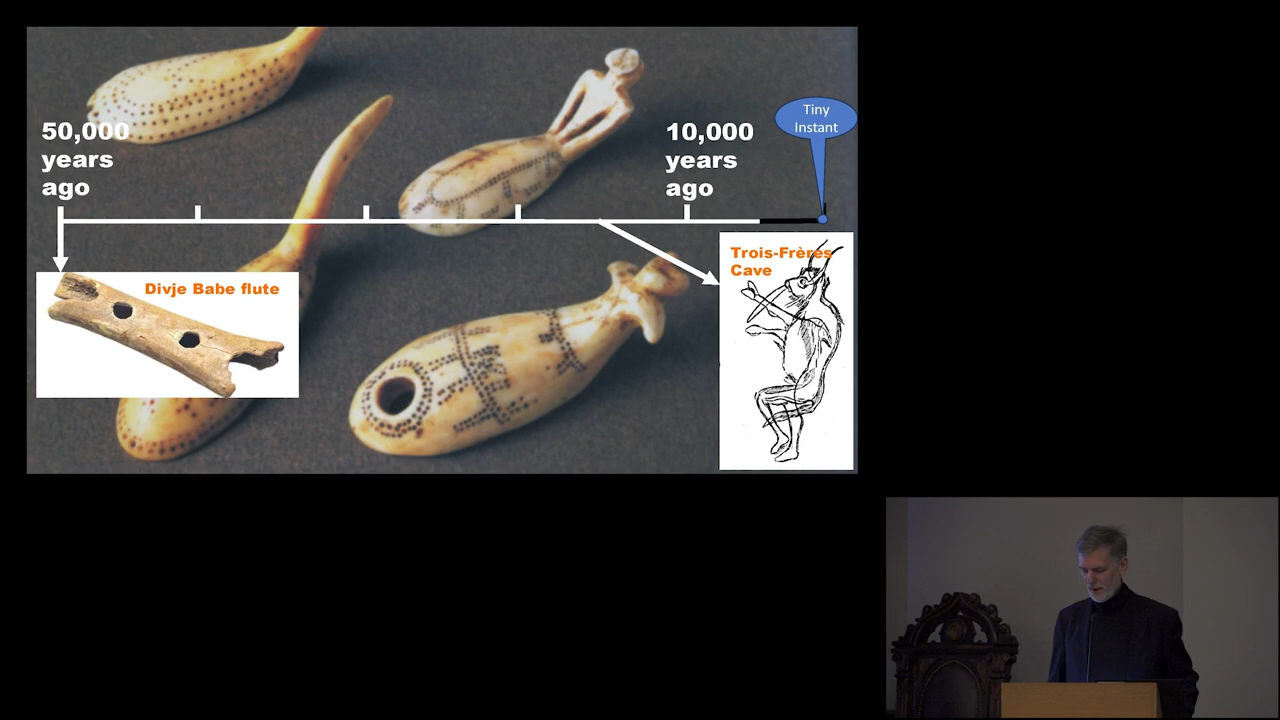 50,000
years
ago
10,000
years
ago
Tiny
Instant
Divje Babe flute
Trois-Frères
Cave